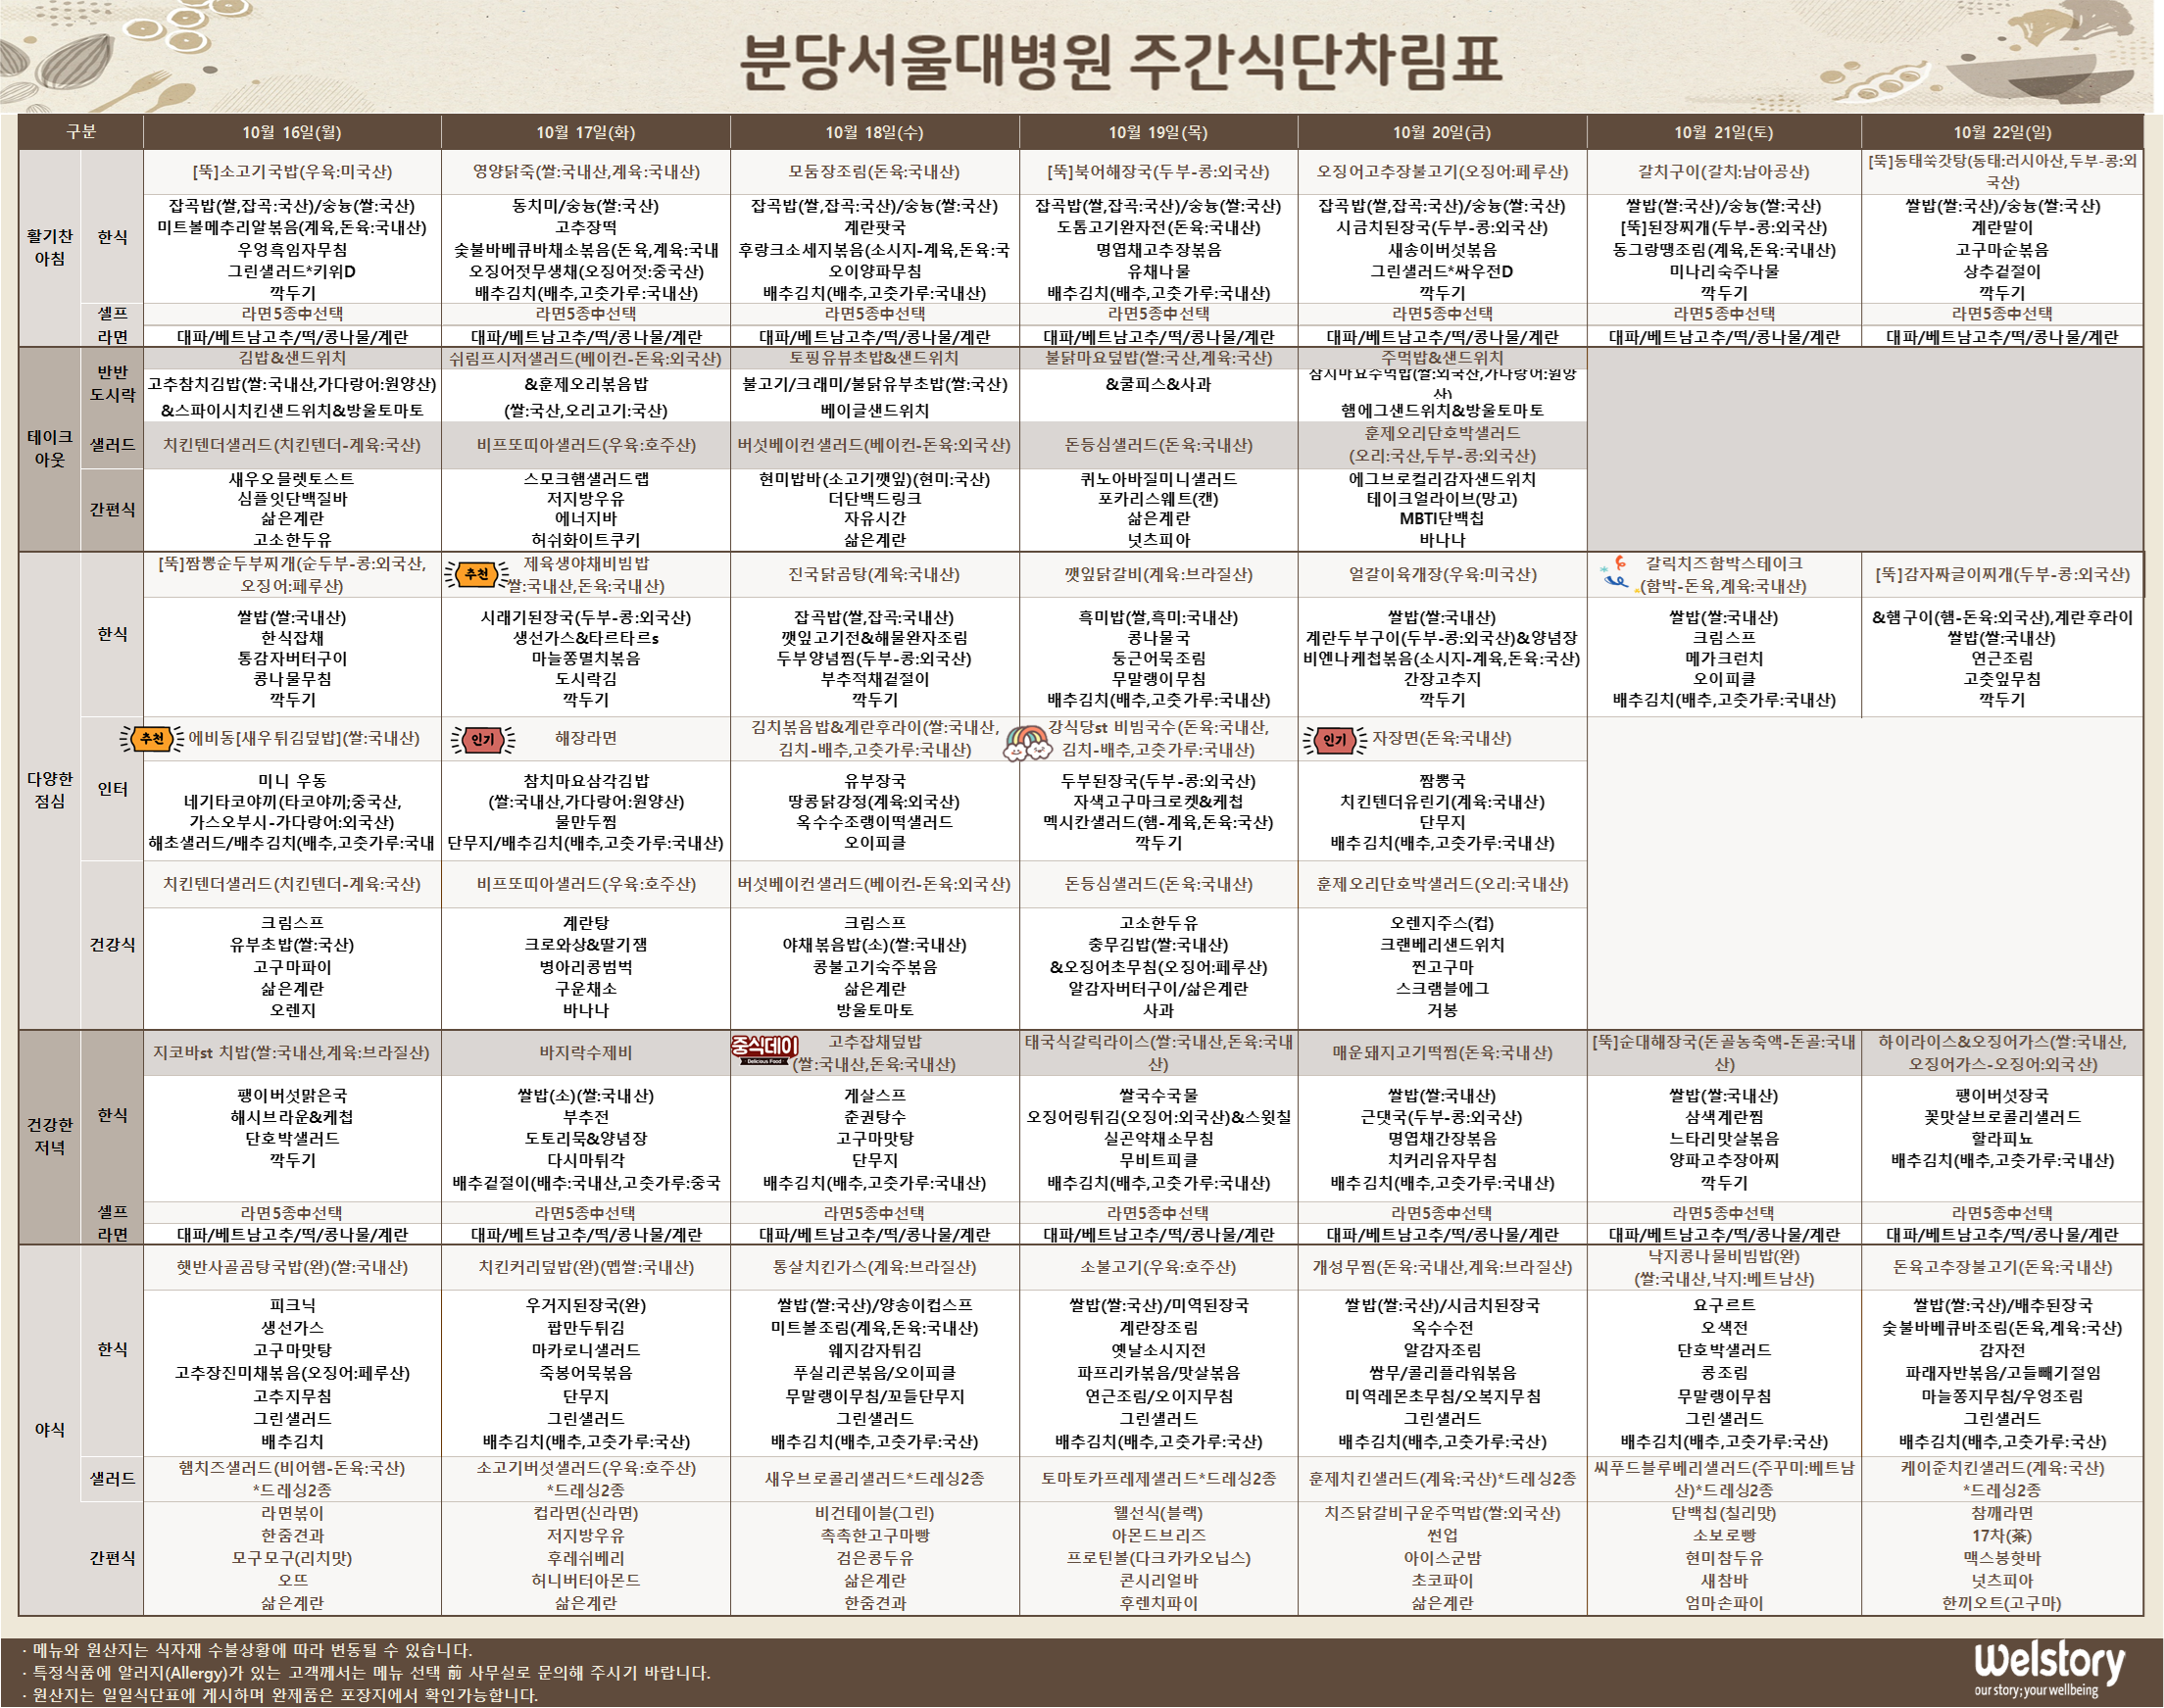 분당서울대병원 주간식단차림표
구분
10월 16일(월)
10월 17일(화)
10월 18일(수)
10월 19일(목)
10월 20일(금)
10월 21일(토)
10월 22일(일)
활기찬
아침
한식
[뚝]소고기국밥(우육:미국산)
잡곡밥(쌀,잡곡:국산)/숭늉(쌀:국산)
미트볼메추리알볶음(계육,돈육:국내산)
우엉흑임자무침
그린샐러드*키위D
깍두기
영양닭죽(쌀:국내산,계육:국내산)
동치미/숭늉(쌀:국산)
고추장떡
숯불바베큐바채소볶음(돈육,계육:국내
오징어젓무생채(오징어젓:중국산)
배추김치(배추,고춧가루:국내산)
모둠장조림(돈육:국내산)
잡곡밥(쌀,잡곡:국산)/숭늉(쌀:국산)
계란팟국
후랑크소세지볶음(소시지-계육,돈육:국
오이양파무침
배추김치(배추,고춧가루:국내산)
[뚝]북어해장국(두부-콩:외국산)
잡곡밥(쌀,잡곡:국산)/숭늉(쌀:국산)
도톰고기완자전(돈육:국내산)
명엽채고추장볶음
유채나물
배추김치(배추,고춧가루:국내산)
오징어고추장불고기(오징어:페루산)
잡곡밥(쌀,잡곡:국산)/숭늉(쌀:국산)
시금치된장국(두부-콩:외국산)
새송이버섯볶음
그린샐러드*싸우전D
깍두기
갈치구이(갈치:남아공산)
쌀밥(쌀:국산)/숭늉(쌀:국산)
[뚝]된장찌개(두부-콩:외국산)
동그랑땡조림(계육,돈육:국내산)
미나리숙주나물
깍두기
[뚝]동태쑥갓탕(동태:러시아산,두부-콩:외
국산)
쌀밥(쌀:국산)/숭늉(쌀:국산)
계란말이
고구마순볶음
상추겉절이
깍두기
셀프
라면
라면5종中선택
대파/베트남고추/떡/콩나물/계란
라면5종中선택
대파/베트남고추/떡/콩나물/계란
라면5종中선택
대파/베트남고추/떡/콩나물/계란
라면5종中선택
대파/베트남고추/떡/콩나물/계란
라면5종中선택
대파/베트남고추/떡/콩나물/계란
라면5종中선택
대파/베트남고추/떡/콩나물/계란
라면5종中선택
대파/베트남고추/떡/콩나물/계란
테이크
아웃
반반
도시락
김밥&샌드위치
고추참치김밥(쌀:국내산,가다랑어:원양산)
&스파이시치킨샌드위치&방울토마토
쉬림프시저샐러드(베이컨-돈육:외국산)
&훈제오리볶음밥
(쌀:국산,오리고기:국산)
토핑유뷰초밥&샌드위치
불고기/크래미/불닭유부초밥(쌀:국산)
베이글샌드위치
불닭마요덮밥(쌀:국산,계육:국산)
&쿨피스&사과
주먹밥&샌드위치
참치마요주먹밥(쌀:외국산,가다랑어:원양
산)
햄에그샌드위치&방울토마토
샐러드
치킨텐더샐러드(치킨텐더-계육:국산)
비프또띠아샐러드(우육:호주산)
버섯베이컨샐러드(베이컨-돈육:외국산)
돈등심샐러드(돈육:국내산)
훈제오리단호박샐러드
(오리:국산,두부-콩:외국산)
간편식
새우오믈렛토스트
심플잇단백질바
삶은계란
고소한두유
스모크햄샐러드랩
저지방우유
에너지바
허쉬화이트쿠키
현미밥바(소고기깻잎)(현미:국산)
더단백드링크
자유시간
삶은계란
퀴노아바질미니샐러드
포카리스웨트(캔)
삶은계란
넛츠피아
에그브로컬리감자샌드위치
테이크얼라이브(망고)
MBTI단백칩
바나나
다양한
점심
한식
[뚝]짬뽕순두부찌개(순두부-콩:외국산,
오징어:페루산)
쌀밥(쌀:국내산)
한식잡채
통감자버터구이
콩나물무침
깍두기
추천
제육생야채비빔밥
쌀:국내산,돈육:국내산)
시래기된장국(두부-콩:외국산)
생선가스&타르타르s
마늘쫑멸치볶음
도시락김
깍두기
진국닭곰탕(계육:국내산)
잡곡밥(쌀,잡곡:국내산)
깻잎고기전&해물완자조림
두부양념찜(두부-콩:외국산)
부추적채겉절이
깍두기
깻잎닭갈비(계육:브라질산)
흑미밥(쌀,흑미:국내산)
콩나물국
둥근어묵조림
무말랭이무침
배추김치(배추,고춧가루:국내산)
얼갈이육개장(우육:미국산)
쌀밥(쌀:국내산)
계란두부구이(두부-콩:외국산)&양념장
비엔나케첩볶음(소시지-계육,돈육:국산)
간장고추지
깍두기
갈릭치즈함박스테이크
(함박-돈육,계육:국내산)
쌀밥(쌀:국내산)
크림스프
메가크런치
오이피클
배추김치(배추,고춧가루:국내산)
[뚝]감자짜글이찌개(두부-콩:외국산)
&햄구이(햄-돈육:외국산),계란후라이
쌀밥(쌀:국내산)
연근조림
고춧잎무침
깍두기
인터
추천
에비동[새우튀김덮밥](쌀:국내산)
미니 우동
네기타코야끼(타코야끼;중국산,
가스오부시-가다랑어:외국산)
해초샐러드/배추김치(배추,고춧가루:국내
인기
해장라면
참치마요삼각김밥
(쌀:국내산,가다랑어:원양산)
물만두찜
단무지/배추김치(배추,고춧가루:국내산)
김치볶음밥&계란후라이(쌀:국내산,
김치-배추,고춧가루:국내산)
유부장국
땅콩닭강정(계육:외국산)
옥수수조랭이떡샐러드
오이피클
강식당st 비빔국수(돈육:국내산,
김치-배추,고춧가루:국내산)
두부된장국(두부-콩:외국산)
자색고구마크로켓&케첩
멕시칸샐러드(햄-계육,돈육:국산)
깍두기
인기
자장면(돈육:국내산)
짬뽕국
치킨텐더유린기(계육:국내산)
단무지
배추김치(배추,고춧가루:국내산)
건강식
치킨텐더샐러드(치킨텐더-계육:국산)
크림스프
유부초밥(쌀:국산)
고구마파이
삶은계란
오렌지
비프또띠아샐러드(우육:호주산)
계란탕
크로와상&딸기잼
병아리콩범벅
구운채소
바나나
버섯베이컨샐러드(베이컨-돈육:외국산)
크림스프
야채볶음밥(소)(쌀:국내산)
콩불고기숙주볶음
삶은계란
방울토마토
돈등심샐러드(돈육:국내산)
고소한두유
충무김밥(쌀:국내산)
&오징어초무침(오징어:페루산)
알감자버터구이/삶은계란
사과
훈제오리단호박샐러드(오리:국내산)
오렌지주스(컵)
크랜베리샌드위치
찐고구마
스크램블에그
거봉
건강한
저녁
한식
지코바st 치밥(쌀:국내산,계육:브라질산)
팽이버섯맑은국
해시브라운&케첩
단호박샐러드
깍두기
바지락수제비
쌀밥(소)(쌀:국내산)
부추전
도토리묵&양념장
다시마튀각
배추겉절이(배추:국내산,고춧가루:중국
중식데이
Delicious Food
고추잡채덮밥
(쌀:국내산,돈육:국내산)
게살스프
춘권탕수
고구마맛탕
단무지
배추김치(배추,고춧가루:국내산)
태국식갈릭라이스(쌀:국내산,돈육:국내
산)
쌀국수국물
오징어링튀김(오징어:외국산)&스윗칠
실곤약채소무침
무비트피클
배추김치(배추,고춧가루:국내산)
매운돼지고기떡찜(돈육:국내산)
쌀밥(쌀:국내산)
근댓국(두부-콩:외국산)
명엽채간장볶음
치커리유자무침
배추김치(배추,고춧가루:국내산)
[뚝]순대해장국(돈골농축액-돈골:국내
산)
쌀밥(쌀:국내산)
삼색계란찜
느타리맛살볶음
양파고추장아찌
깍두기
하이라이스&오징어가스(쌀:국내산,
오징어가스-오징어:외국산)
팽이버섯장국
꽃맛살브로콜리샐러드
할라피뇨
배추김치(배추,고춧가루:국내산)
셀프
라면
라면5종中선택
대파/베트남고추/떡/콩나물/계란
라면5종中선택
대파/베트남고추/떡/콩나물/계란
라면5종中선택
대파/베트남고추/떡/콩나물/계란
라면5종中선택
대파/베트남고추/떡/콩나물/계란
라면5종中선택
대파/베트남고추/떡/콩나물/계란
라면5종中선택
대파/베트남고추/떡/콩나물/계란
라면5종中선택
대파/베트남고추/떡/콩나물/계란
야식
한식
햇반사골곰탕국밥(완)(쌀:국내산)
피크닉
생선가스
고구마맛탕
고추장진미채볶음(오징어:페루산)
고추지무침
그린샐러드
배추김치
치킨커리덮밥(완)(멥쌀:국내산)
우거지된장국(완)
팝만두튀김
마카로니샐러드
죽봉어묵볶음
단무지
그린샐러드
배추김치(배추,고춧가루:국산)
통살치킨가스(계육:브라질산)
쌀밥(쌀:국산)/양송이컵스프
미트볼조림(계육,돈육:국내산)
웨지감자튀김
푸실리콘볶음/오이피클
무말랭이무침/꼬들단무지
그린샐러드
배추김치(배추,고춧가루:국산)
소불고기(우육:호주산)
쌀밥(쌀:국산)/미역된장국
계란장조림
옛날소시지전
파프리카볶음/맛살볶음
연근조림/오이지무침
그린샐러드
배추김치(배추,고춧가루:국산)
개성무찜(돈육:국내산,계육:브라질산)
쌀밥(쌀:국산)/시금치된장국
옥수수전
알감자조림
쌈무/콜리플라워볶음
미역레몬초무침/오복지무침
그린샐러드
배추김치(배추,고춧가루:국산)
낙지콩나물비빔밥(완)
(쌀:국내산,낙지:베트남산)
요구르트
오색전
단호박샐러드
콩조림
무말랭이무침
그린샐러드
배추김치(배추,고춧가루:국산)
돈육고추장불고기(돈육:국내산)
쌀밥(쌀:국산)/배추된장국
숯불바베큐바조림(돈육,계육:국산)
감자전
파래자반볶음/고들빼기절임
마늘쫑지무침/우엉조림
그린샐러드
배추김치(배추,고춧가루:국산)
샐러드
햄치즈샐러드(비어햄-돈육:국산)
*드레싱2종
소고기버섯샐러드(우육:호주산)
*드레싱2종
새우브로콜리샐러드*드레싱2종
토마토카프레제샐러드*드레싱2종
훈제치킨샐러드(계육:국산)*드레싱2종
씨푸드블루베리샐러드(주꾸미:베트남
산)*드레싱2종
케이준치킨샐러드(계육:국산)
*드레싱2종
간편식
라면볶이
한줌견과
모구모구(리치맛)
오뜨
삶은계란
컵라면(신라면)
저지방우유
후레쉬베리
허니버터아몬드
삶은계란
비건테이블(그린)
촉촉한고구마빵
검은콩두유
삶은계란
한줌견과
웰선식(블랙)
아몬드브리즈
프로틴볼(다크카카오닙스)
콘시리얼바
후렌치파이
치즈닭갈비구운주먹밥(쌀:외국산)
썬업
아이스군밤
초코파이
삶은계란
단백칩(칠리맛)
소보로빵
현미참두유
새참바
엄마손파이
참깨라면
17차(茶)
맥스봉핫바
넛츠피아
한끼오트(고구마)
· 메뉴와 원산지는 식자재 수불상황에 따라 변동될 수 있습니다.
· 특정식품에 알러지(Allergy)가 있는 고객께서는 메뉴 선택 前 사무실로 문의해 주시기 바랍니다.
· 원산지는 일일식단표에 게시하며 완제품은 포장지에서 확인가능합니다.
welstory
our story; your wellbeing